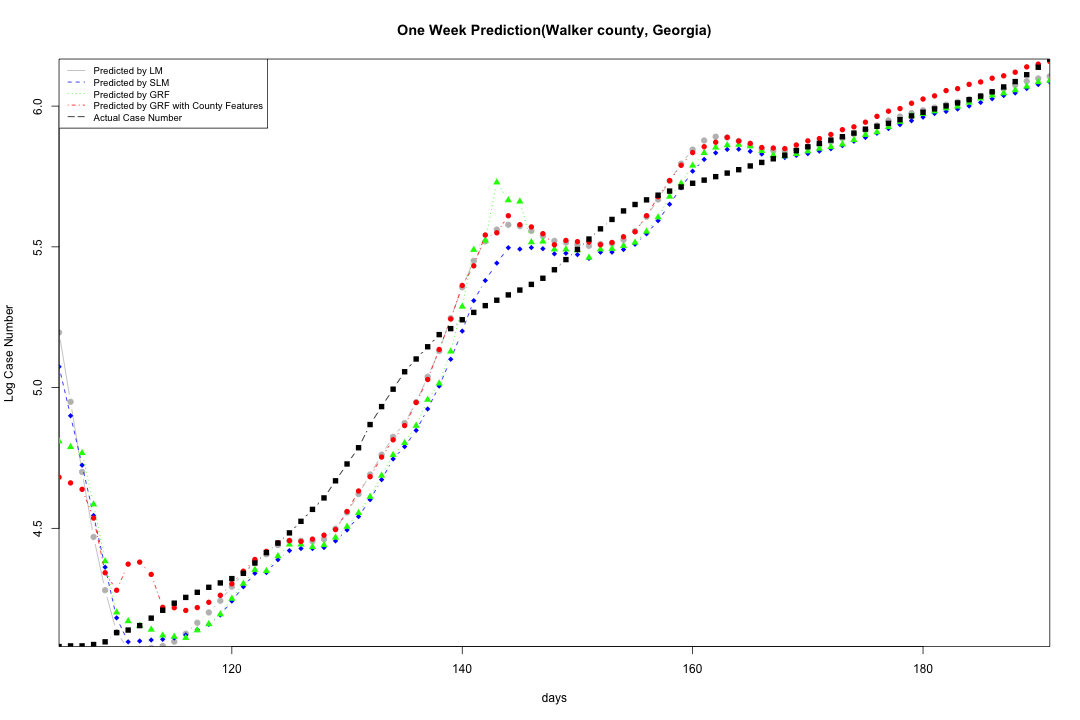 One Week Prediction(Walker county, Georgia)
Predicted by LM
Predicted by SLM
Predicted by GRF
Predicted by GRF with County Features
Actual Case Number
6.0
5.5
5.0
4.5
Log Case Number
120 140 160 180
days